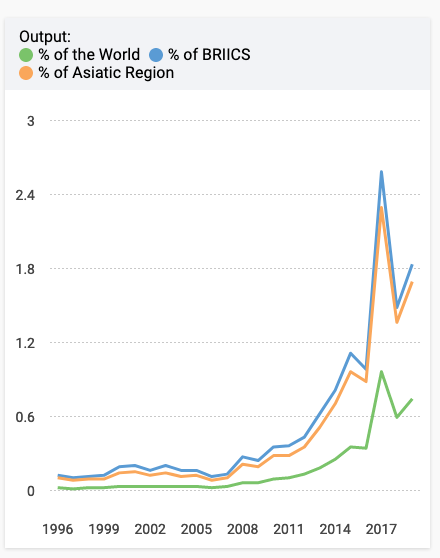 Output:
% of the World % of BRIICS
% of Asiatic Region
3
2.4
1.8
1.2
0.6
0
1996 1999 2002 2005 2008 2011 2014 2017